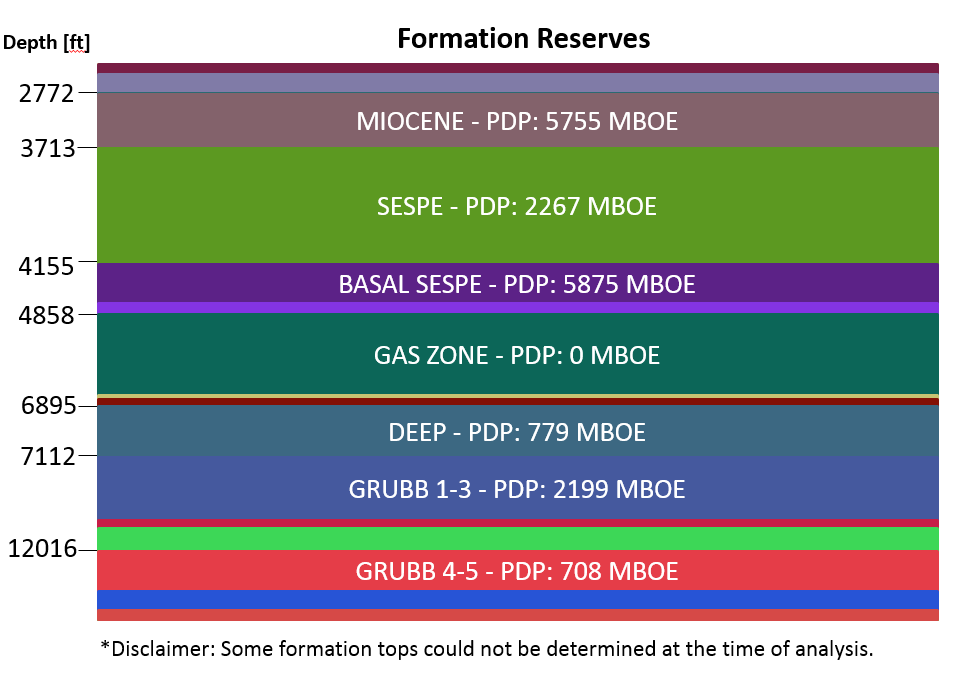 Formation Reserves
Depth [ft]
2772
MIOCENE - PDP: 5755 MBOE
3713
SESPE - PDP: 2267 MBOE
4155
BASAL SESPE - PDP: 5875 MBOE
4858
GAS ZONE - PDP: 0 MBOE
6895
DEEP - PDP: 779 MBOE
7112
GRUBB 1-3 - PDP: 2199 MBOE
12016
GRUBB 4-5 - PDP: 708 MBOE
*Disclaimer: Some formation tops could not be determined at the time of analysis.